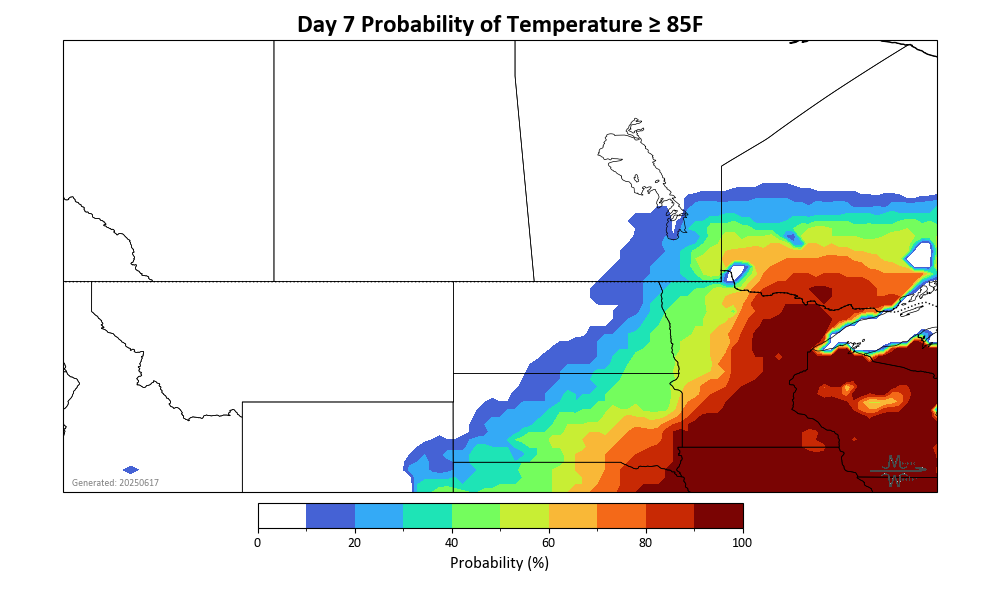 Day 7 Probability of Temperature ≥ 85F
Generated: 20250617
0 20 40 60 80 100
Probability (%)